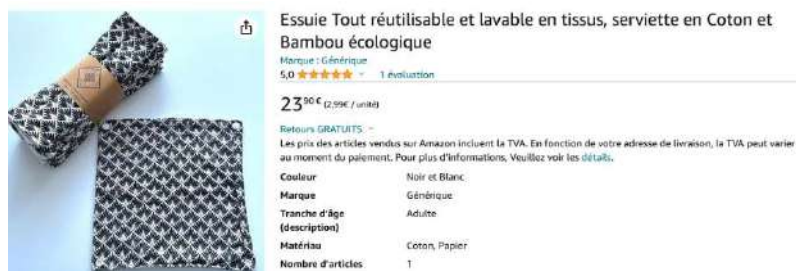 Essuie Tout réutilisable et lavable en tissus, serviette en Coton et
Bambou écologique
Marque : Générique
5,0
1 évaluation
23⁹⁰€ (2,99€ / unité)
Retours GRATUITS
Les prix des articles vendus sur Amazon incluent la TVA. En fonction de votre adresse de livraison, la TVA peut varier
au moment du paiement. Pour plus d'informations, Veuillez voir les détails.
Couleur Noir et Blanc
Marque Générique
Tranche d'âge Adulte
(description)
Matériau Coton, Papier
Nombre d'articles 1